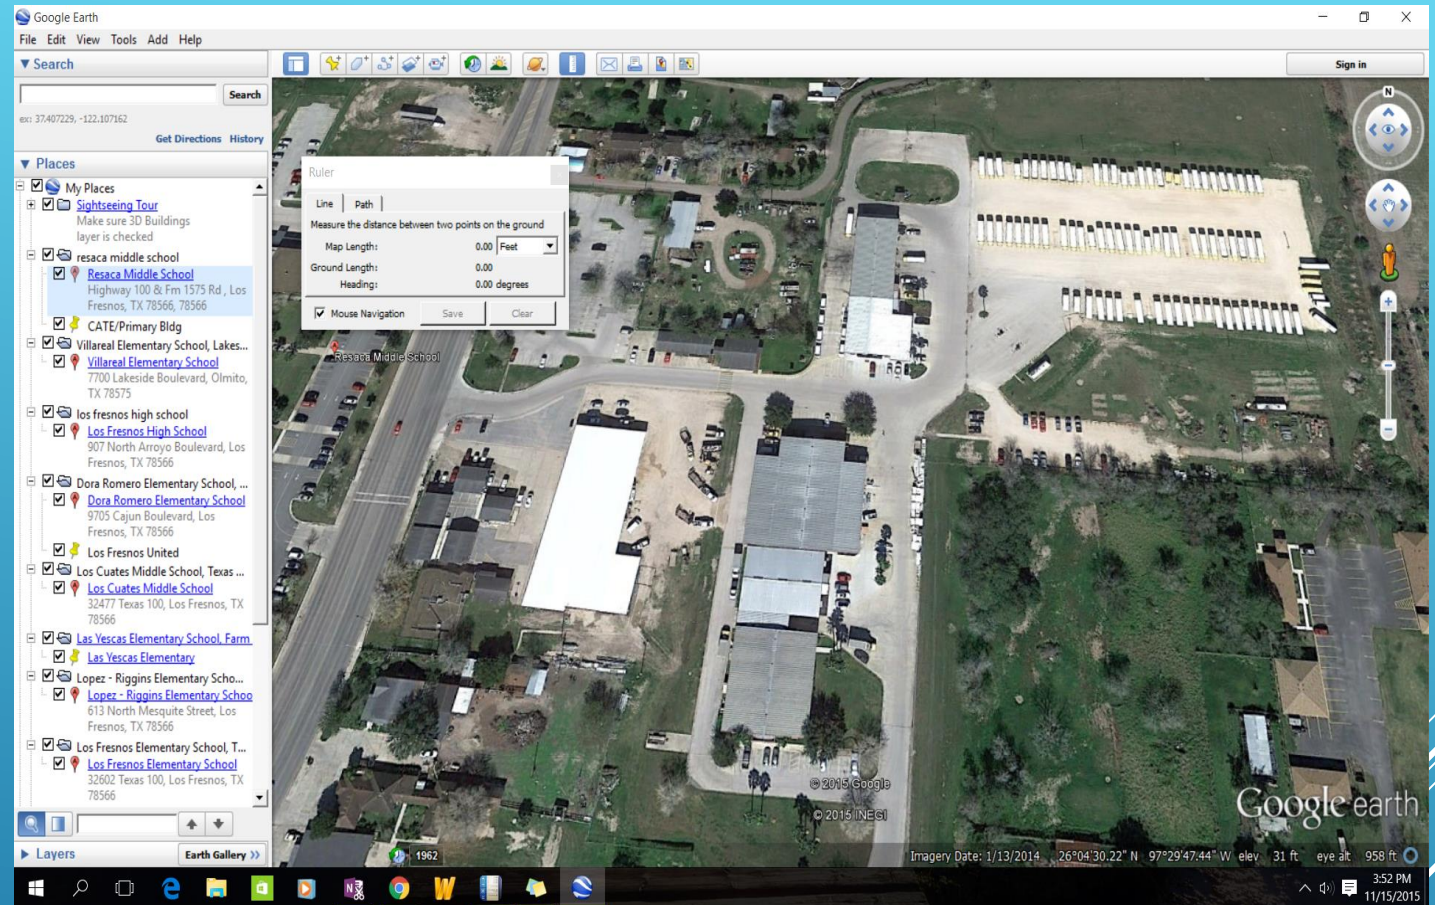 Google Earth
File Edit View Tools Add Help
▼ Search
Search
ex: 37.407229, -122.107162
Get Directions History
▼ Places
My Places
Sightseeing Tour
Make sure 3D Buildings
layer is checked
resaca middle school
Resaca Middle School
Highway 100 & Fm 1575 Rd , Los
Fresnos, TX 78566, 78566
CATE/Primary Bldg
Villareal Elementary School, Lakes...
Villareal Elementary School
7700 Lakeside Boulevard, Olmito,
TX 78575
los fresnos high school
Los Fresnos High School
907 North Arroyo Boulevard, Los
Fresnos, TX 78566
Dora Romero Elementary School, ...
Dora Romero Elementary School
9705 Cajun Boulevard, Los
Fresnos, TX 78566
Los Fresnos United
Los Cuates Middle School, Texas ...
Los Cuates Middle School
32477 Texas 100, Los Fresnos, TX
78566
Las Yescas Elementary School, Farm
Las Yescas Elementary
Lopez - Riggins Elementary Scho...
Lopez - Riggins Elementary Schoo
613 North Mesquite Street, Los
Fresnos, TX 78566
Los Fresnos Elementary School, T...
Los Fresnos Elementary School
32602 Texas 100, Los Fresnos, TX
78566
▶ Layers
Earth Gallery »
Sign in
N
Ruler
Line Path
Measure the distance between two points on the ground
Map Length: 0.00 Feet
Ground Length: 0.00
Heading: 0.00 degrees
Mouse Navigation Save Clear
Resaca Middle School
© 2015 Google
© 2015 INEGI
Google earth
1962
Imagery Date: 1/13/2014 26°04'30.22" N 97°29'47.44" W elev 31 ft eye alt 958 ft
3:52 PM
11/15/2015